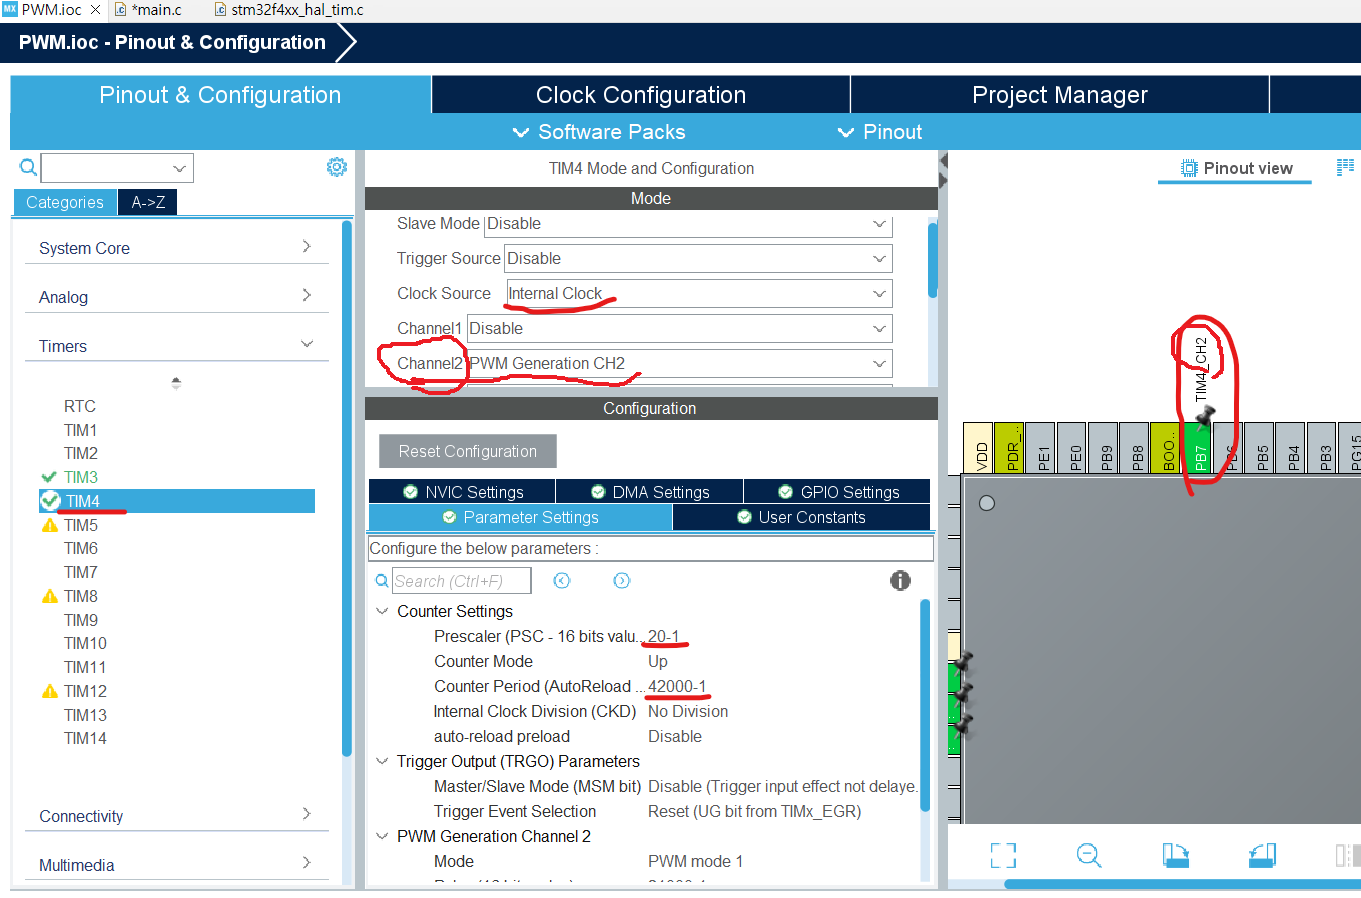 PWM.ioc
*main.c
stm32f4xx_hal_tim.c
PWM.ioc - Pinout & Configuration
Pinout & Configuration
Clock Configuration
Project Manager
Software Packs
Pinout
Categories
A->Z
System Core
Analog
Timers
RTC
TIM1
TIM2
TIM3
TIM4
TIM5
TIM6
TIM7
TIM8
TIM9
TIM10
TIM11
TIM12
TIM13
TIM14
Connectivity
Multimedia
TIM4 Mode and Configuration
Mode
Slave Mode Disable
Trigger Source Disable
Clock Source Internal Clock
Channel1 Disable
Channel2 PWM Generation CH2
Configuration
Reset Configuration
NVIC Settings
DMA Settings
GPIO Settings
Parameter Settings
User Constants
Configure the below parameters :
Search (Ctrl+F)
Counter Settings
Prescaler (PSC - 16 bits valu... 20-1
Counter Mode Up
Counter Period (AutoReload ... 42000-1
Internal Clock Division (CKD) No Division
auto-reload preload Disable
Trigger Output (TRGO) Parameters
Master/Slave Mode (MSM bit) Disable (Trigger input effect not delaye...
Trigger Event Selection Reset (UG bit from TIMx_EGR)
PWM Generation Channel 2
Mode PWM mode 1
Pinout view
TIM4_CH2
VDD
PDR_..
PE1
PE0
PB9
PB8
BOO..
PB7
PB6
PB5
PB4
PB3
PG15